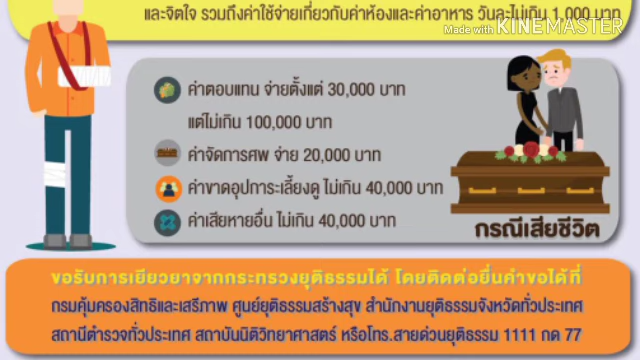 และจิตใจ รวมถึงค่าใช้จ่ายเกี่ยวกับค่าห้องและค่าอาหาร วันละไม่เกิน 1,000 บาท
Made with KINEMASTER
ค่าตอบแทน จ่ายตั้งแต่ 30,000 บาท
แต่ไม่เกิน 100,000 บาท
ค่าจัดการศพ จ่าย 20,000 บาท
ค่าขาดอุปการะเลี้ยงดู ไม่เกิน 40,000 บาท
ค่าเสียหายอื่น ไม่เกิน 40,000 บาท
กรณีเสียชีวิต
ขอรับการเยียวยาจากกระทรวงยุติธรรมได้ โดยติดต่อยื่นคำขอได้ที่
กรมคุ้มครองสิทธิและเสรีภาพ ศูนย์ยุติธรรมสร้างสุข สำนักงานยุติธรรมจังหวัดทั่วประเทศ
สถานีตำรวจทั่วประเทศ สถาบันนิติวิทยาศาสตร์ หรือโทร.สายด่วนยุติธรรม 1111 กด 77